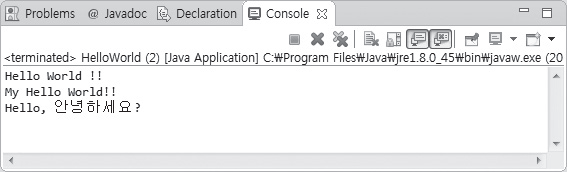 Problems @ Javadoc Declaration Console
<terminated> HelloWorld (2) [Java Application] C:₩Program Files₩Java₩jre1.8.0_45₩bin₩javaw.exe (20
Hello World !!
My Hello World!!
Hello, 안녕하세요?